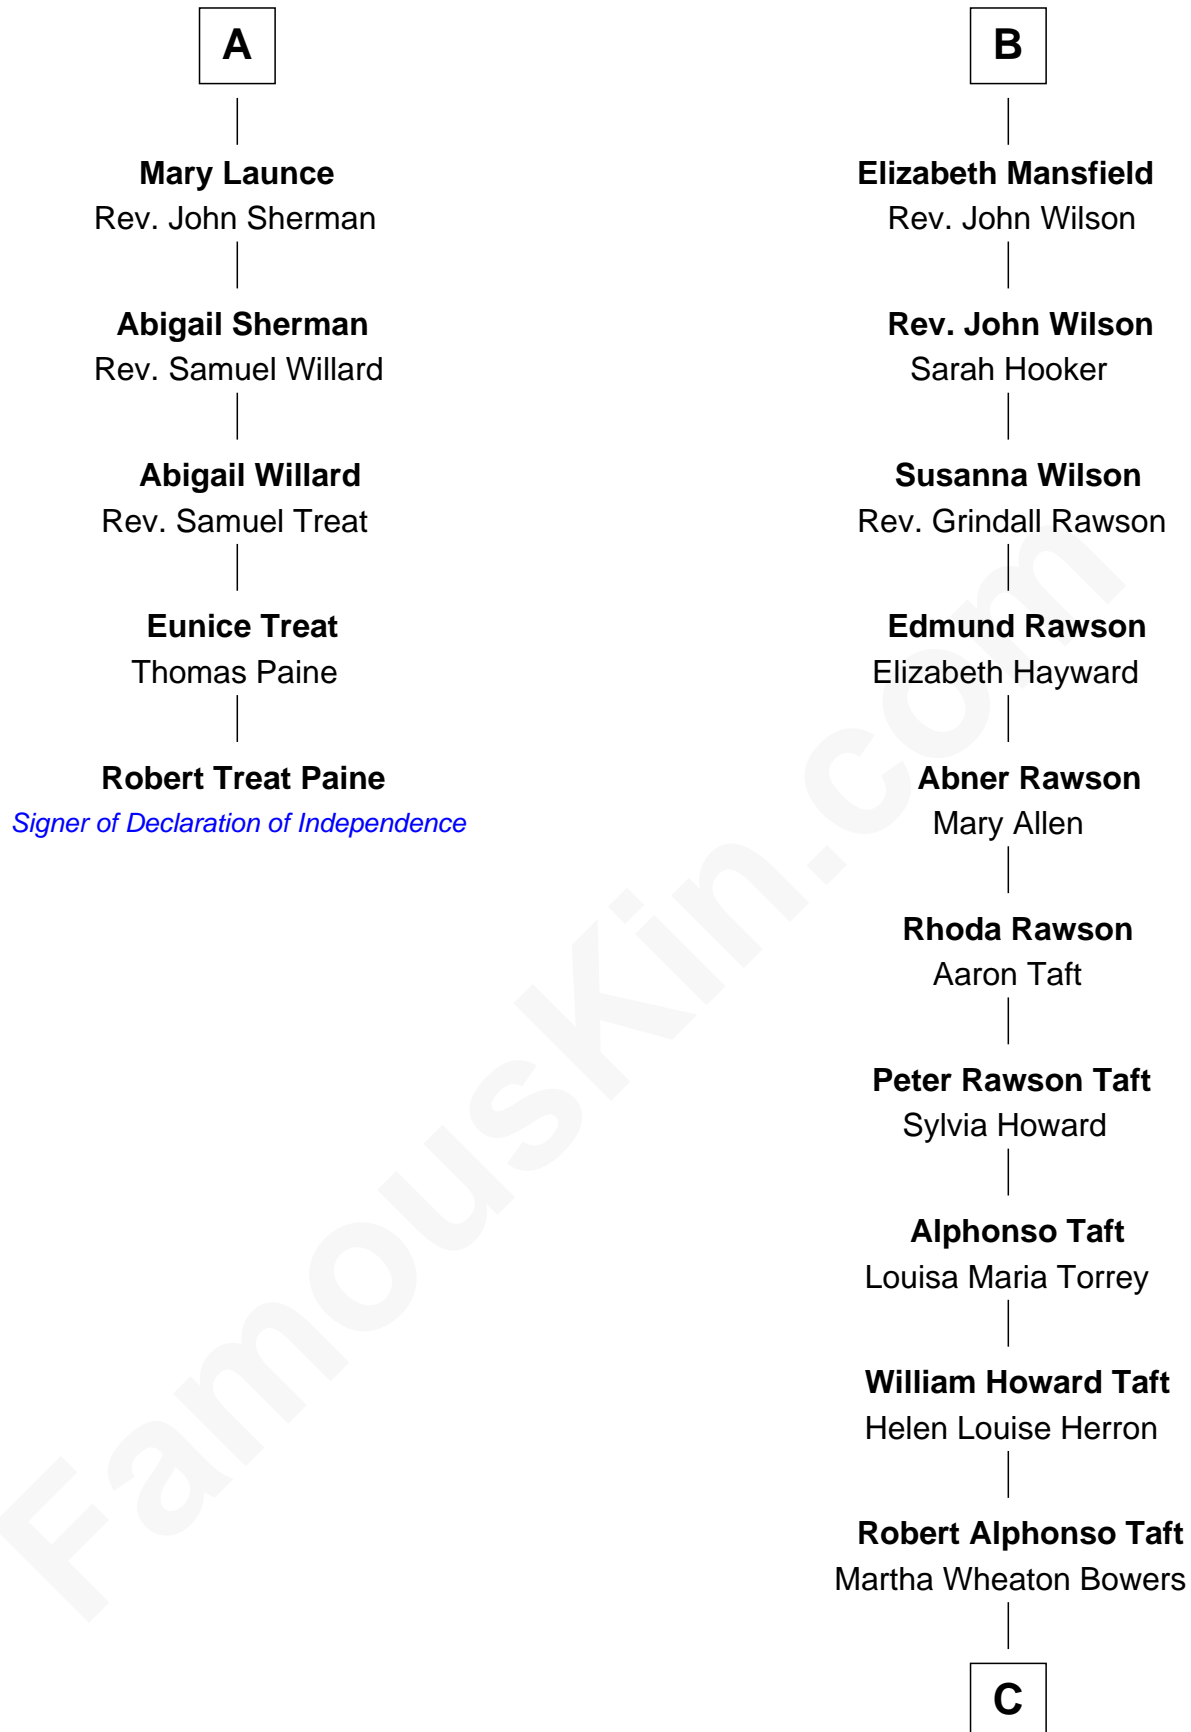 A
Mary Launce
Rev. John Sherman
Abigail Sherman
Rev. Samuel Willard
Abigail Willard
Rev. Samuel Treat
Eunice Treat
Thomas Paine
Robert Treat Paine
Signer of Declaration of Independence
B
Elizabeth Mansfield
Rev. John Wilson
Rev. John Wilson
Sarah Hooker
Susanna Wilson
Rev. Grindall Rawson
Edmund Rawson
Elizabeth Hayward
Abner Rawson
Mary Allen
Rhoda Rawson
Aaron Taft
Peter Rawson Taft
Sylvia Howard
Alphonso Taft
Louisa Maria Torrey
William Howard Taft
Helen Louise Herron
Robert Alphonso Taft
Martha Wheaton Bowers
C
FamousKin.com